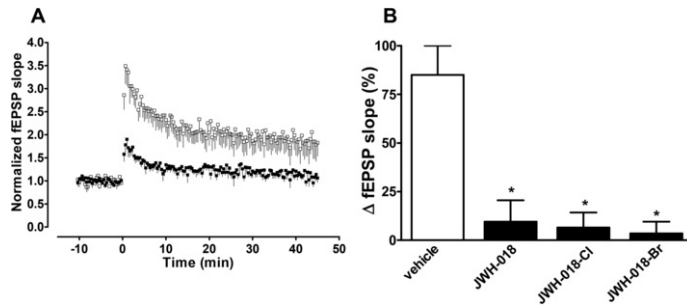 A
Normalized fEPSP slope
4.0
3.5
3.0
2.5
2.0
1.5
1.0
0.5
0.0
-10 0 10 20 30 40 50
Time (min)
B
Δ fEPSP slope (%)
100
75
50
25
0
* * *
vehicle
JWH-018
JWH-018-Cl
JWH-018-Br